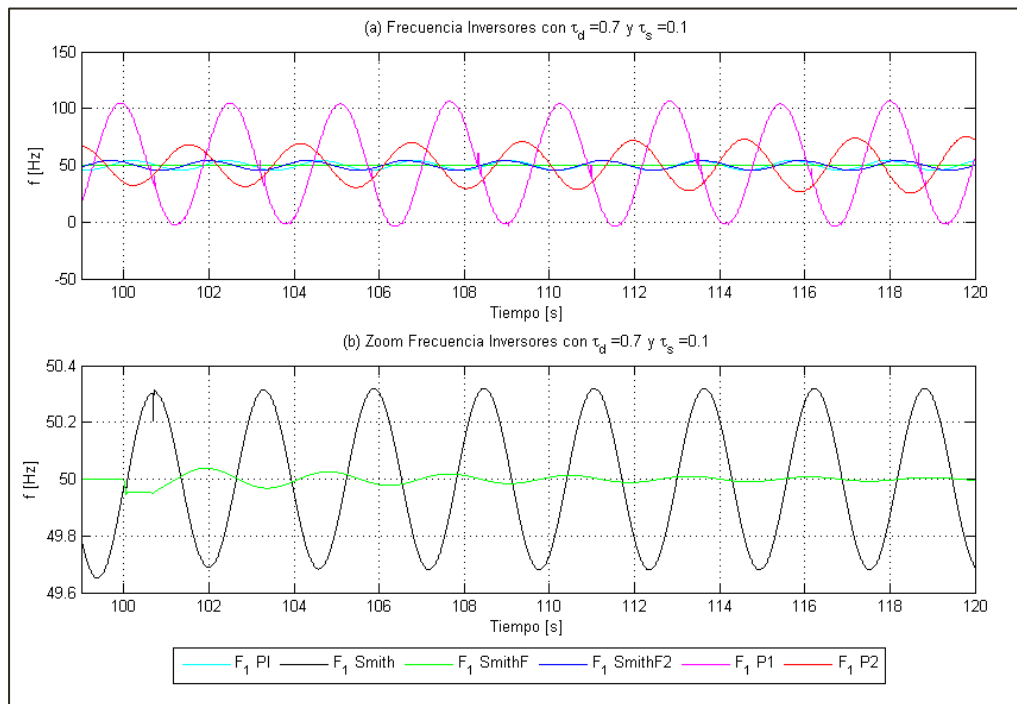 (a) Frecuencia Inversores con τd =0.7 y τs =0.1
150
100
50
0
-50
f [Hz]
100 102 104 106 108 110 112 114 116 118 120
Tiempo [s]
(b) Zoom Frecuencia Inversores con τd =0.7 y τs =0.1
50.4
50.2
50
49.8
49.6
f [Hz]
100 102 104 106 108 110 112 114 116 118 120
Tiempo [s]
F1 PI F1 Smith F1 SmithF F1 SmithF2 F1 P1 F1 P2